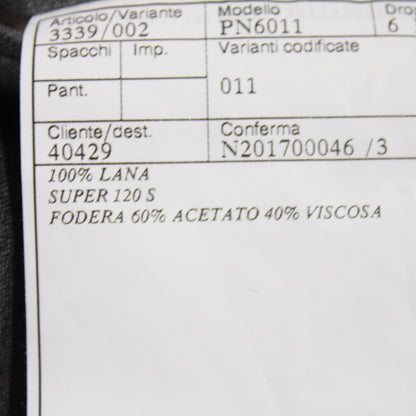 Articolo/Variante Modello Drop
3339/002 PN6011 6
Spacchi Imp. Varianti codificate
Pant. 011
Cliente/dest. Conferma
40429 N201700046 /3
100% LANA
SUPER 120 S
FODERA 60% ACETATO 40% VISCOSA